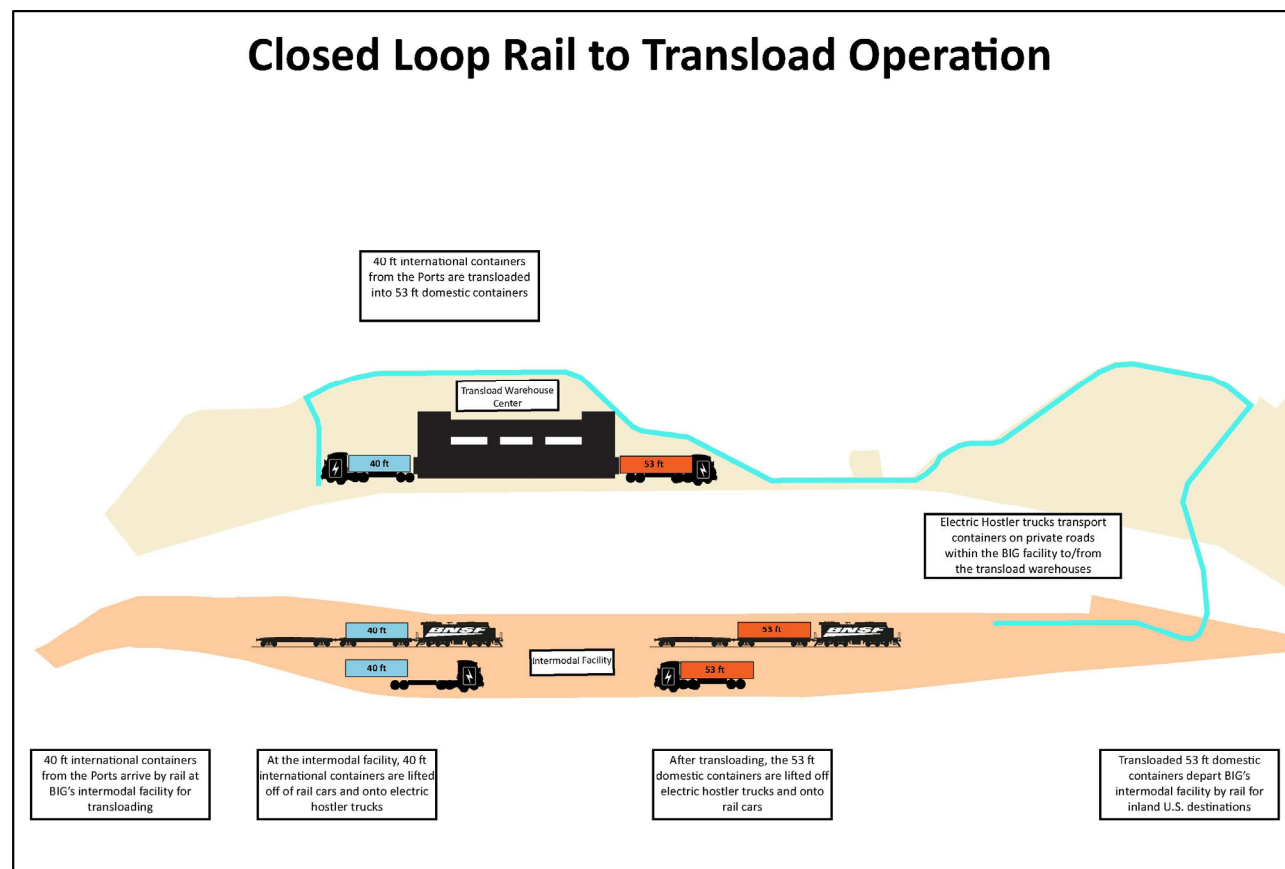 Closed Loop Rail to Transload Operation
40 ft international containers
from the Ports are transloaded
into 53 ft domestic containers
Transload Warehouse
Center
40 ft
53 ft
Electric Hostler trucks transport
containers on private roads
within the BIG facility to/from
the transload warehouses
40 ft
BNSF
53 ft
BNSF
40 ft
Intermodal Facility
53 ft
40 ft international containers
from the Ports arrive by rail at
BIG's intermodal facility for
transloading
At the intermodal facility, 40 ft
international containers are lifted
off of rail cars and onto electric
hostler trucks
After transloading, the 53 ft
domestic containers are lifted off
electric hostler trucks and onto
rail cars
Transloaded 53 ft domestic
containers depart BIG's
intermodal facility by rail for
inland U.S. destinations